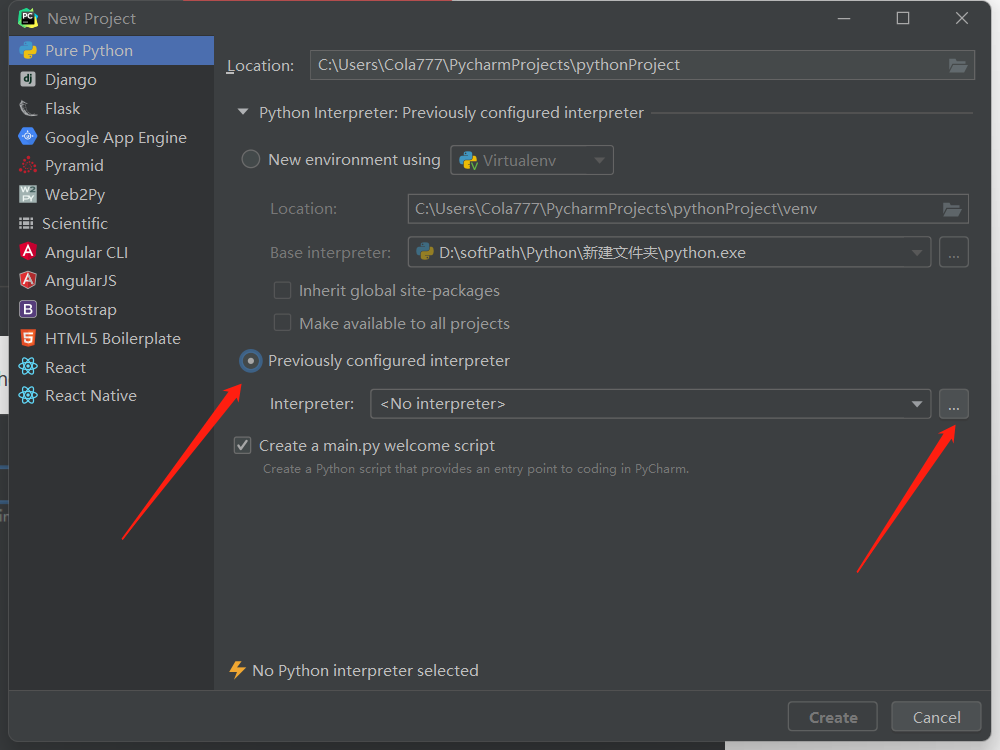 New Project
Pure Python
Django
Flask
Google App Engine
Pyramid
Web2Py
Scientific
Angular CLI
AngularJS
Bootstrap
HTML5 Boilerplate
React
React Native
Location: C:\Users\Cola777\PycharmProjects\pythonProject
Python Interpreter: Previously configured interpreter
New environment using Virtualenv
Location: C:\Users\Cola777\PycharmProjects\pythonProject\venv
Base interpreter: D:\softPath\Python\新建文件夹\python.exe ...
Inherit global site-packages
Make available to all projects
Previously configured interpreter
Interpreter: <No interpreter> ...
Create a main.py welcome script
Create a Python script that provides an entry point to coding in PyCharm.
No Python interpreter selected
Create Cancel